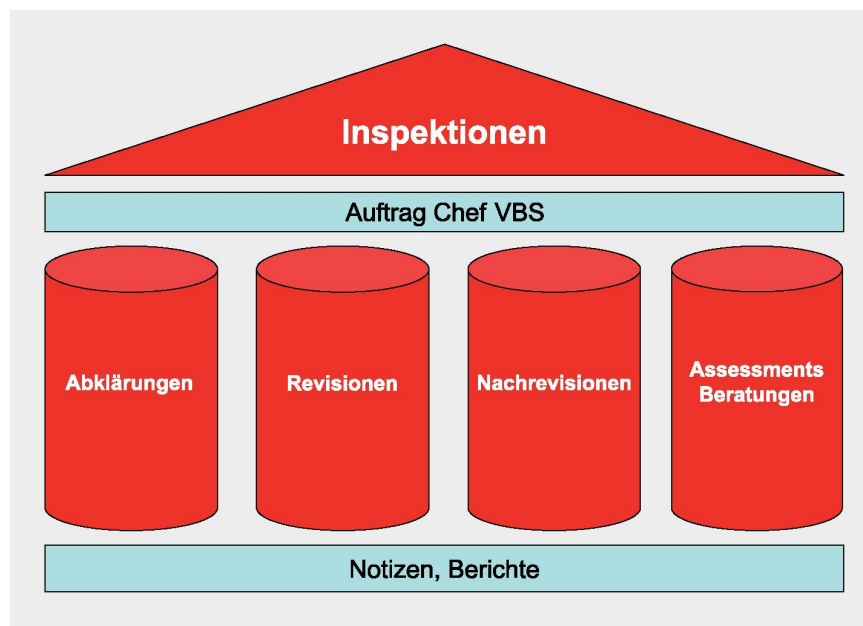 Inspektionen
Auftrag Chef VBS
Abklärungen
Revisionen
Nachrevisionen
Assessments
Beratungen
Notizen, Berichte